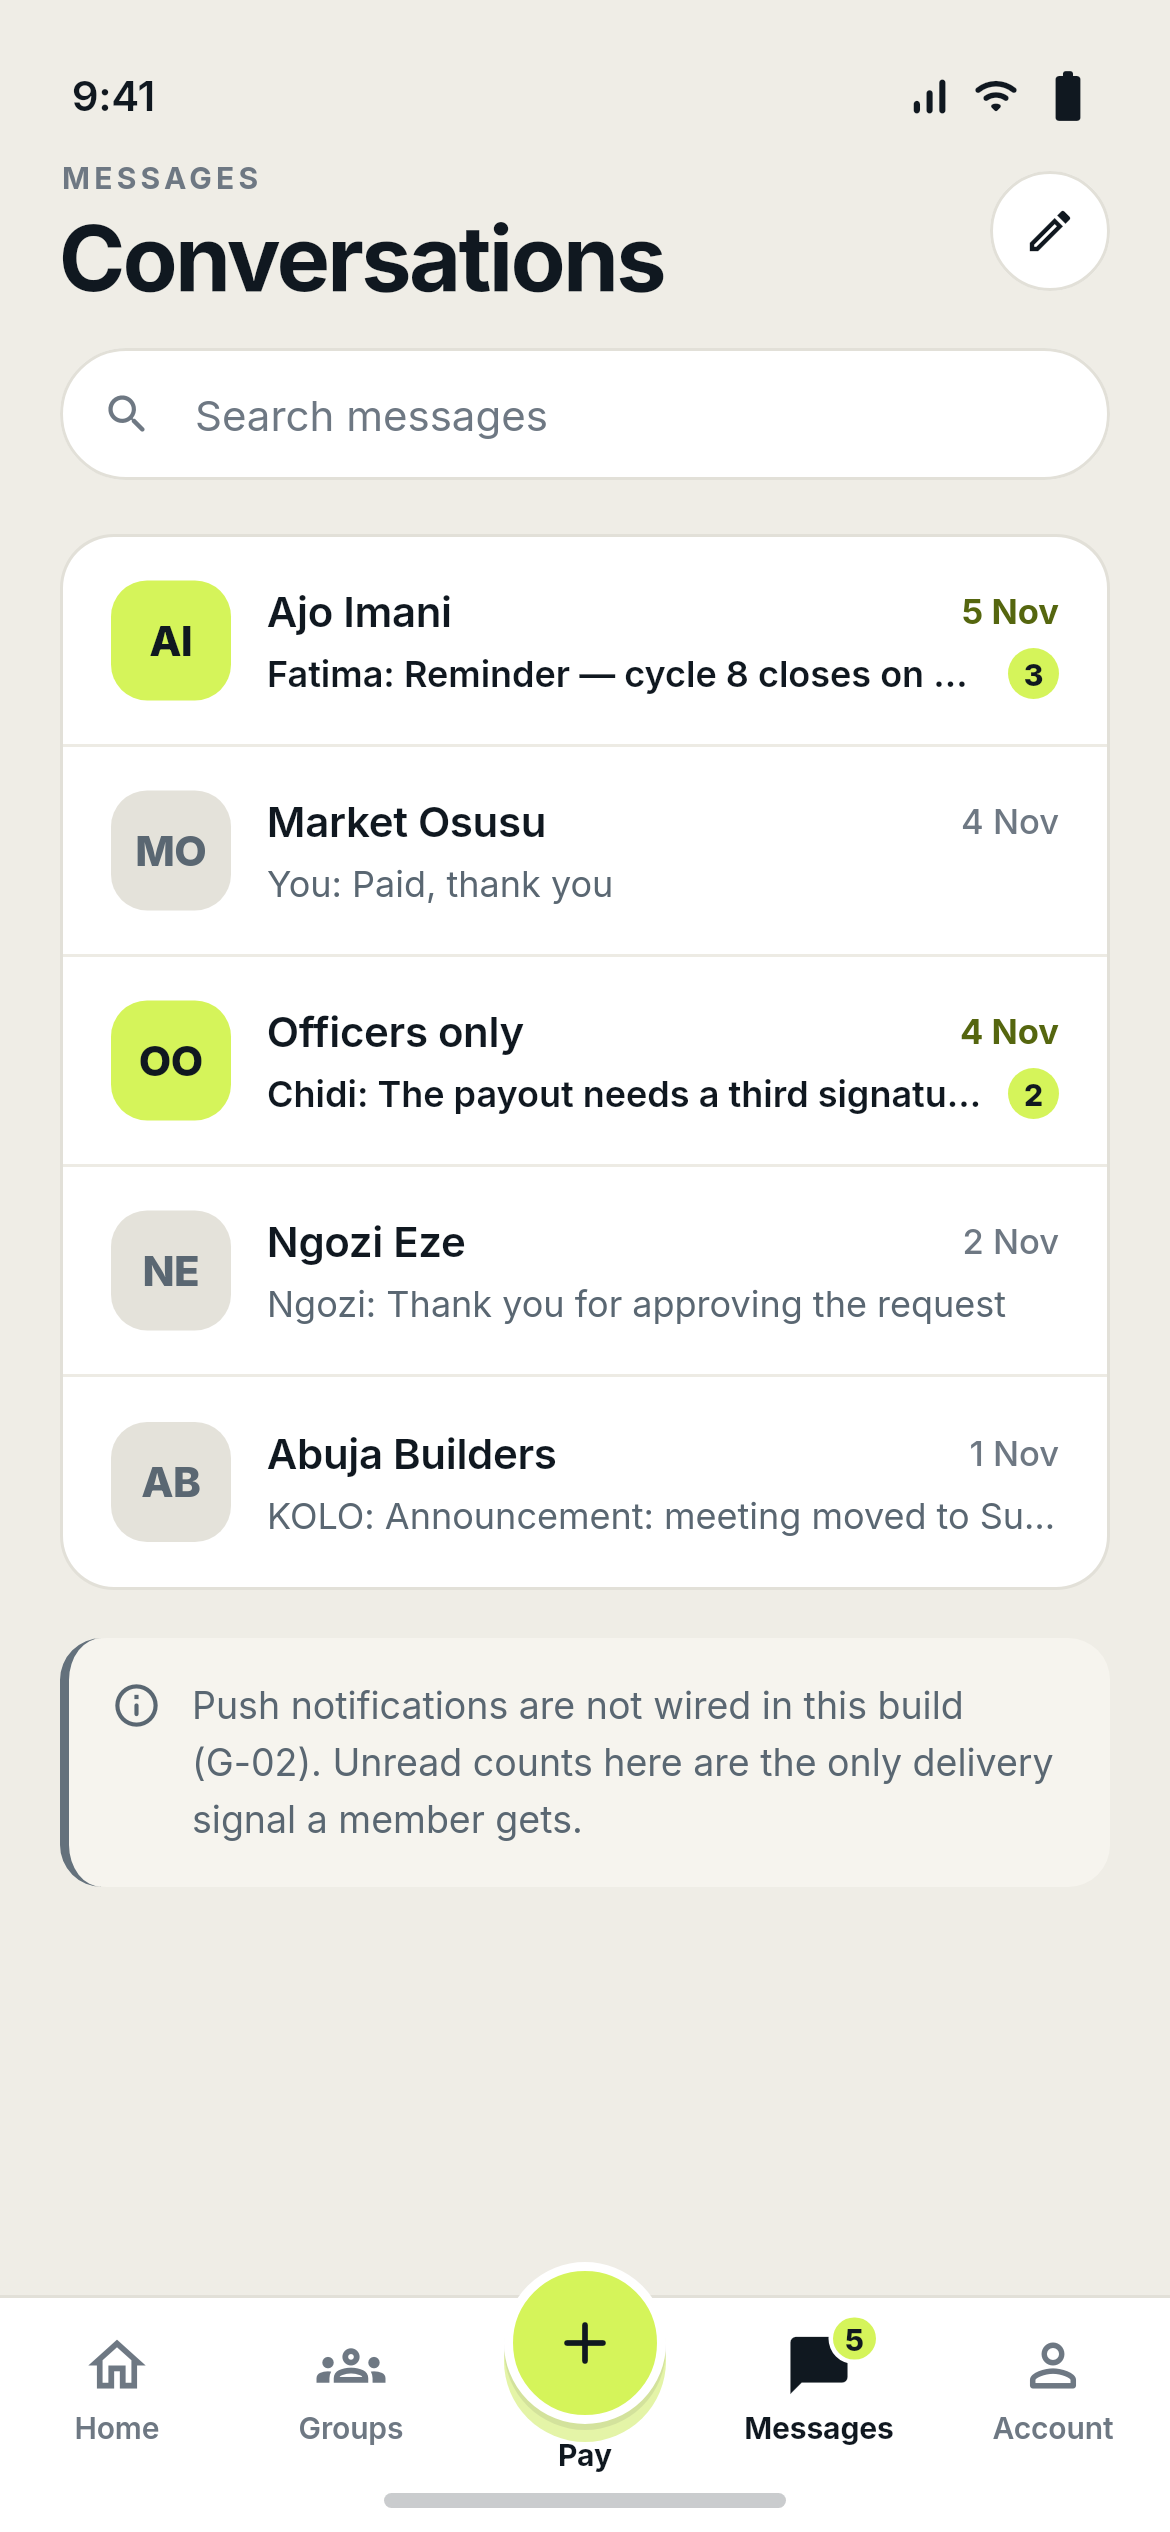 9:41
MESSAGES
Conversations
Search messages
AI
Ajo Imani
5 Nov
Fatima: Reminder — cycle 8 closes on ...
3
MO
Market Osusu
4 Nov
You: Paid, thank you
OO
Officers only
4 Nov
Chidi: The payout needs a third signatu...
2
NE
Ngozi Eze
2 Nov
Ngozi: Thank you for approving the request
AB
Abuja Builders
1 Nov
KOLO: Announcement: meeting moved to Su...
Push notifications are not wired in this build
(G-02). Unread counts here are the only delivery
signal a member gets.
5
Home
Groups
Pay
Messages
Account